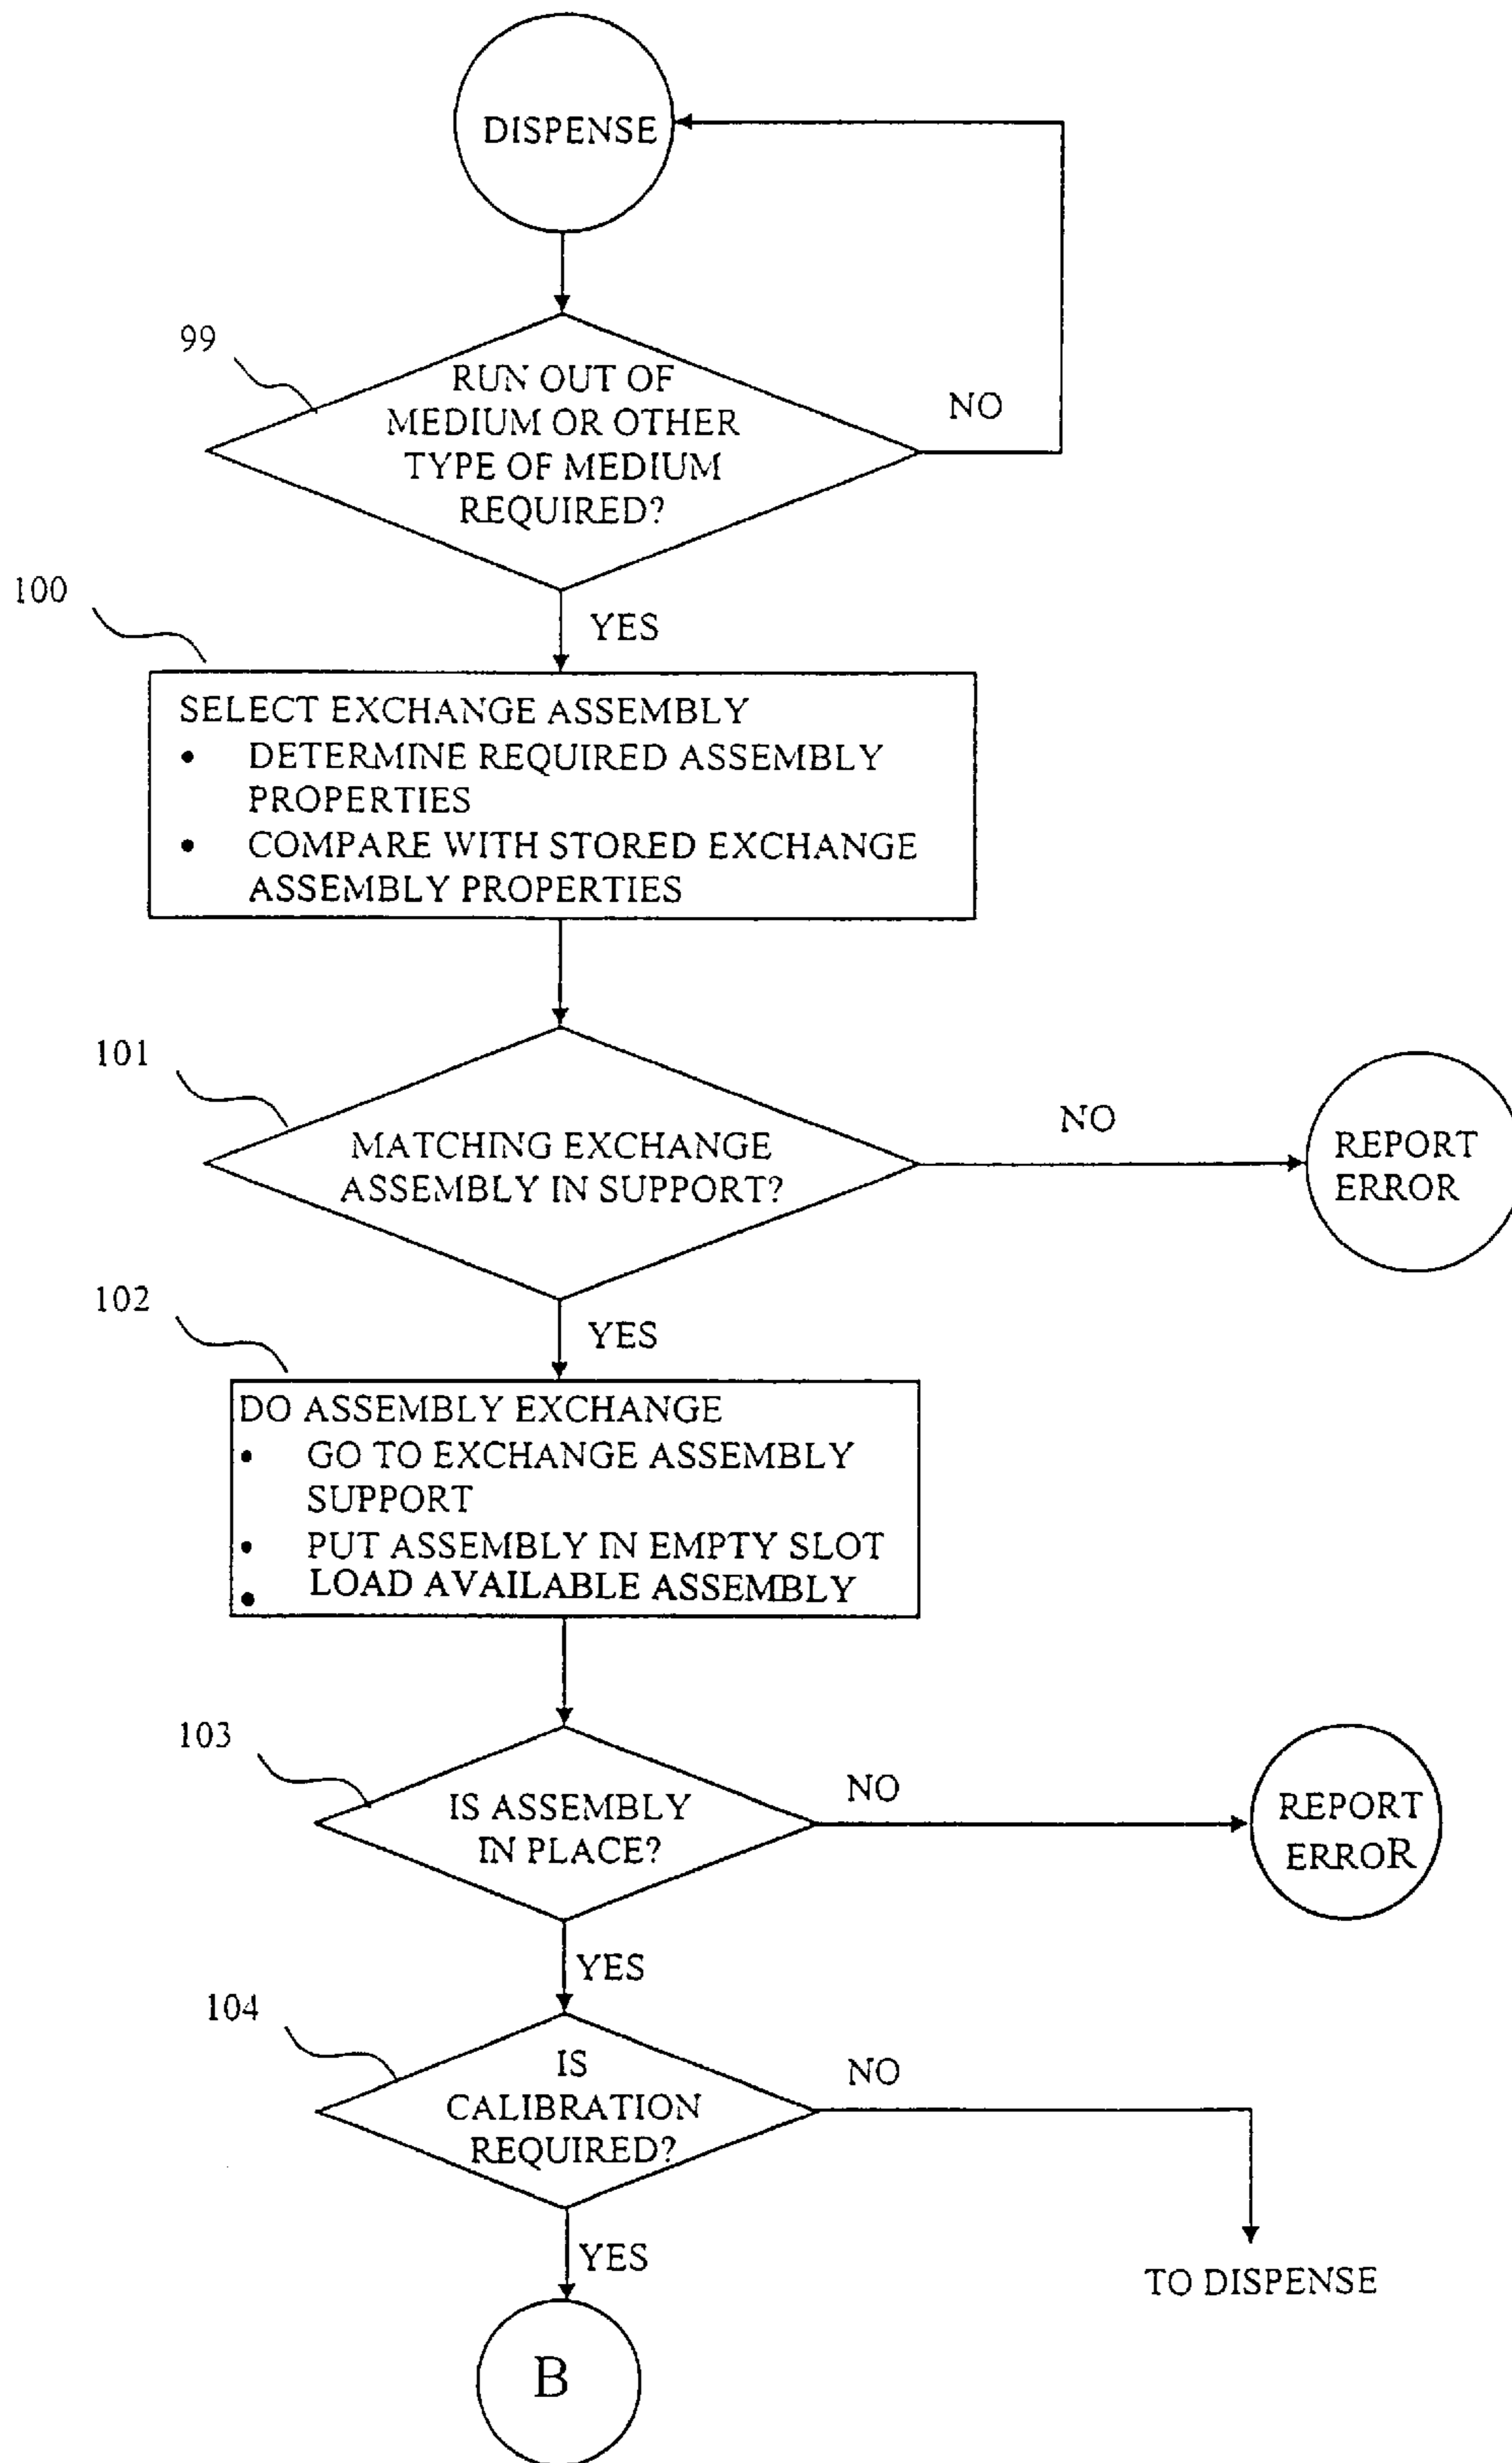 DISPENSE
99
RUN OUT OF
MEDIUM OR OTHER
TYPE OF MEDIUM
REQUIRED?
NO
100
YES
SELECT EXCHANGE ASSEMBLY
• DETERMINE REQUIRED ASSEMBLY
PROPERTIES
• COMPARE WITH STORED EXCHANGE
ASSEMBLY PROPERTIES
101
MATCHING EXCHANGE
ASSEMBLY IN SUPPORT?
NO
REPORT
ERROR
102
YES
DO ASSEMBLY EXCHANGE
• GO TO EXCHANGE ASSEMBLY
SUPPORT
• PUT ASSEMBLY IN EMPTY SLOT
• LOAD AVAILABLE ASSEMBLY
103
IS ASSEMBLY
IN PLACE?
NO
REPORT
ERROR
YES
104
IS
CALIBRATION
REQUIRED?
NO
YES
TO DISPENSE
B